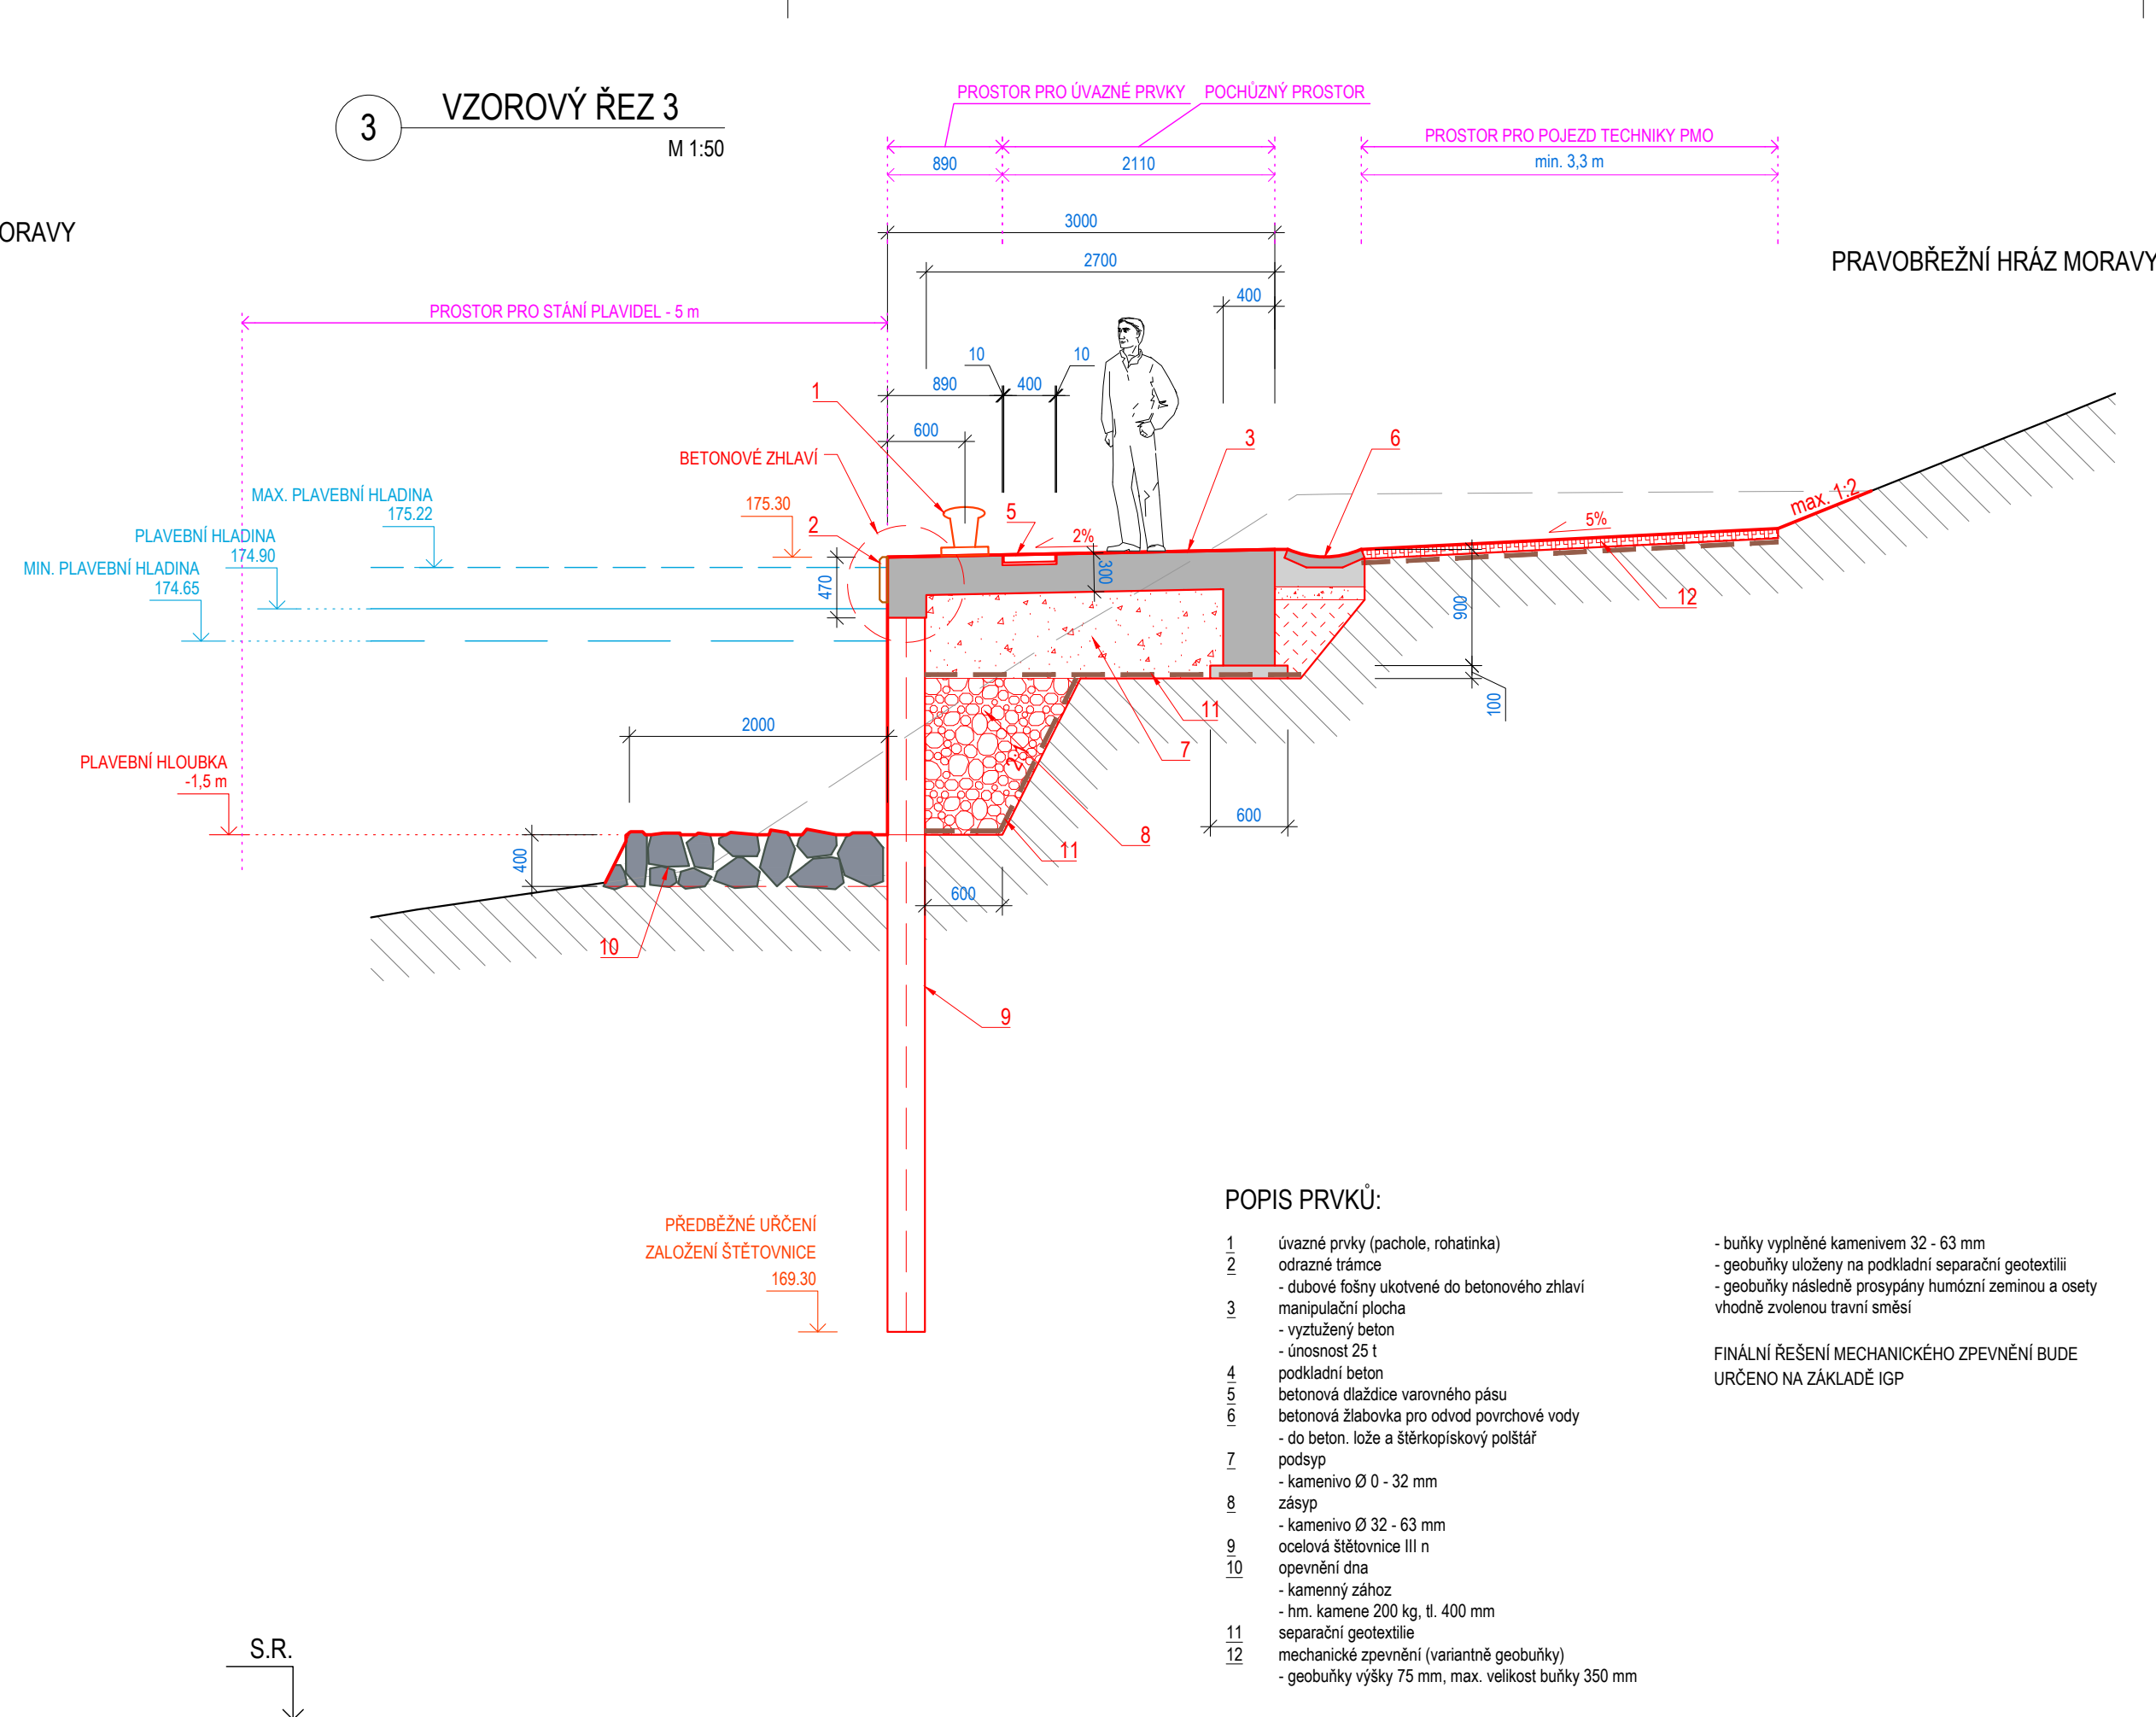 3
VZOROVÝ ŘEZ 3
M 1:50
ORAVY
PRAVOBŘEŽNÍ HRÁZ MORAVY
PROSTOR PRO ÚVAZNÉ PRVKY
POCHŮZNÝ PROSTOR
PROSTOR PRO POJEZD TECHNIKY PMO
890
2110
min. 3,3 m
3000
2700
400
PROSTOR PRO STÁNÍ PLAVIDEL - 5 m
10
10
890
400
1
600
BETONOVÉ ZHLAVÍ
3
6
MAX. PLAVEBNÍ HLADINA
175.22
PLAVEBNÍ HLADINA
174.90
MIN. PLAVEBNÍ HLADINA
174.65
175.30
2
5
2%
300
470
5%
max. 1:2
12
900
100
11
7
2:1
2000
PLAVEBNÍ HLOUBKA
-1,5 m
400
8
11
600
600
10
9
PŘEDBĚŽNÉ UŘČENÍ
ZALOŽENÍ ŠTĚTOVNICE
169.30
POPIS PRVKŮ:
1 úvazné prvky (pachole, rohatinka)
2 odrazné trámce
- dubové fošny ukotvené do betonového zhlaví
3 manipulační plocha
- vyztužený beton
- únosnost 25 t
4 podkladní beton
5 betonová dlaždice varovného pásu
6 betonová žlabovka pro odvod povrchové vody
- do beton. lože a štěrkopískový polštář
7 podsyp
- kamenivo Ø 0 - 32 mm
8 zásyp
- kamenivo Ø 32 - 63 mm
9 ocelová štětovnice III n
10 opevnění dna
- kamenný zához
- hm. kamene 200 kg, tl. 400 mm
11 separační geotextilie
12 mechanické zpevnění (variantně geobuňky)
- geobuňky výšky 75 mm, max. velikost buňky 350 mm
- buňky vyplněné kamenivem 32 - 63 mm
- geobuňky uloženy na podkladní separační geotextilii
- geobuňky následně prosypány humózní zeminou a osety
vhodně zvolenou travní směsí
FINÁLNÍ ŘEŠENÍ MECHANICKÉHO ZPEVNĚNÍ BUDE
URČENO NA ZÁKLADĚ IGP
S.R.